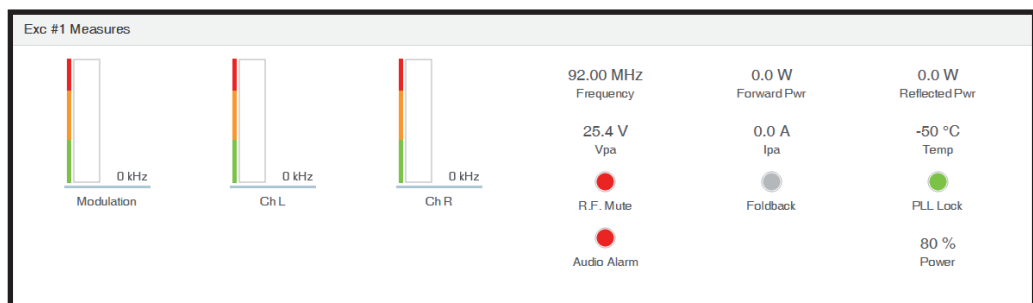 Exc #1 Measures
92.00 MHz 0.0 W 0.0 W
Frequency Forward Pwr Reflected Pwr
25.4 V 0.0 A -50 °C
Vpa Ipa Temp
0 kHz 0 kHz 0 kHz
Modulation Ch L Ch R
R.F. Mute Foldback PLL Lock
80 %
Audio Alarm Power